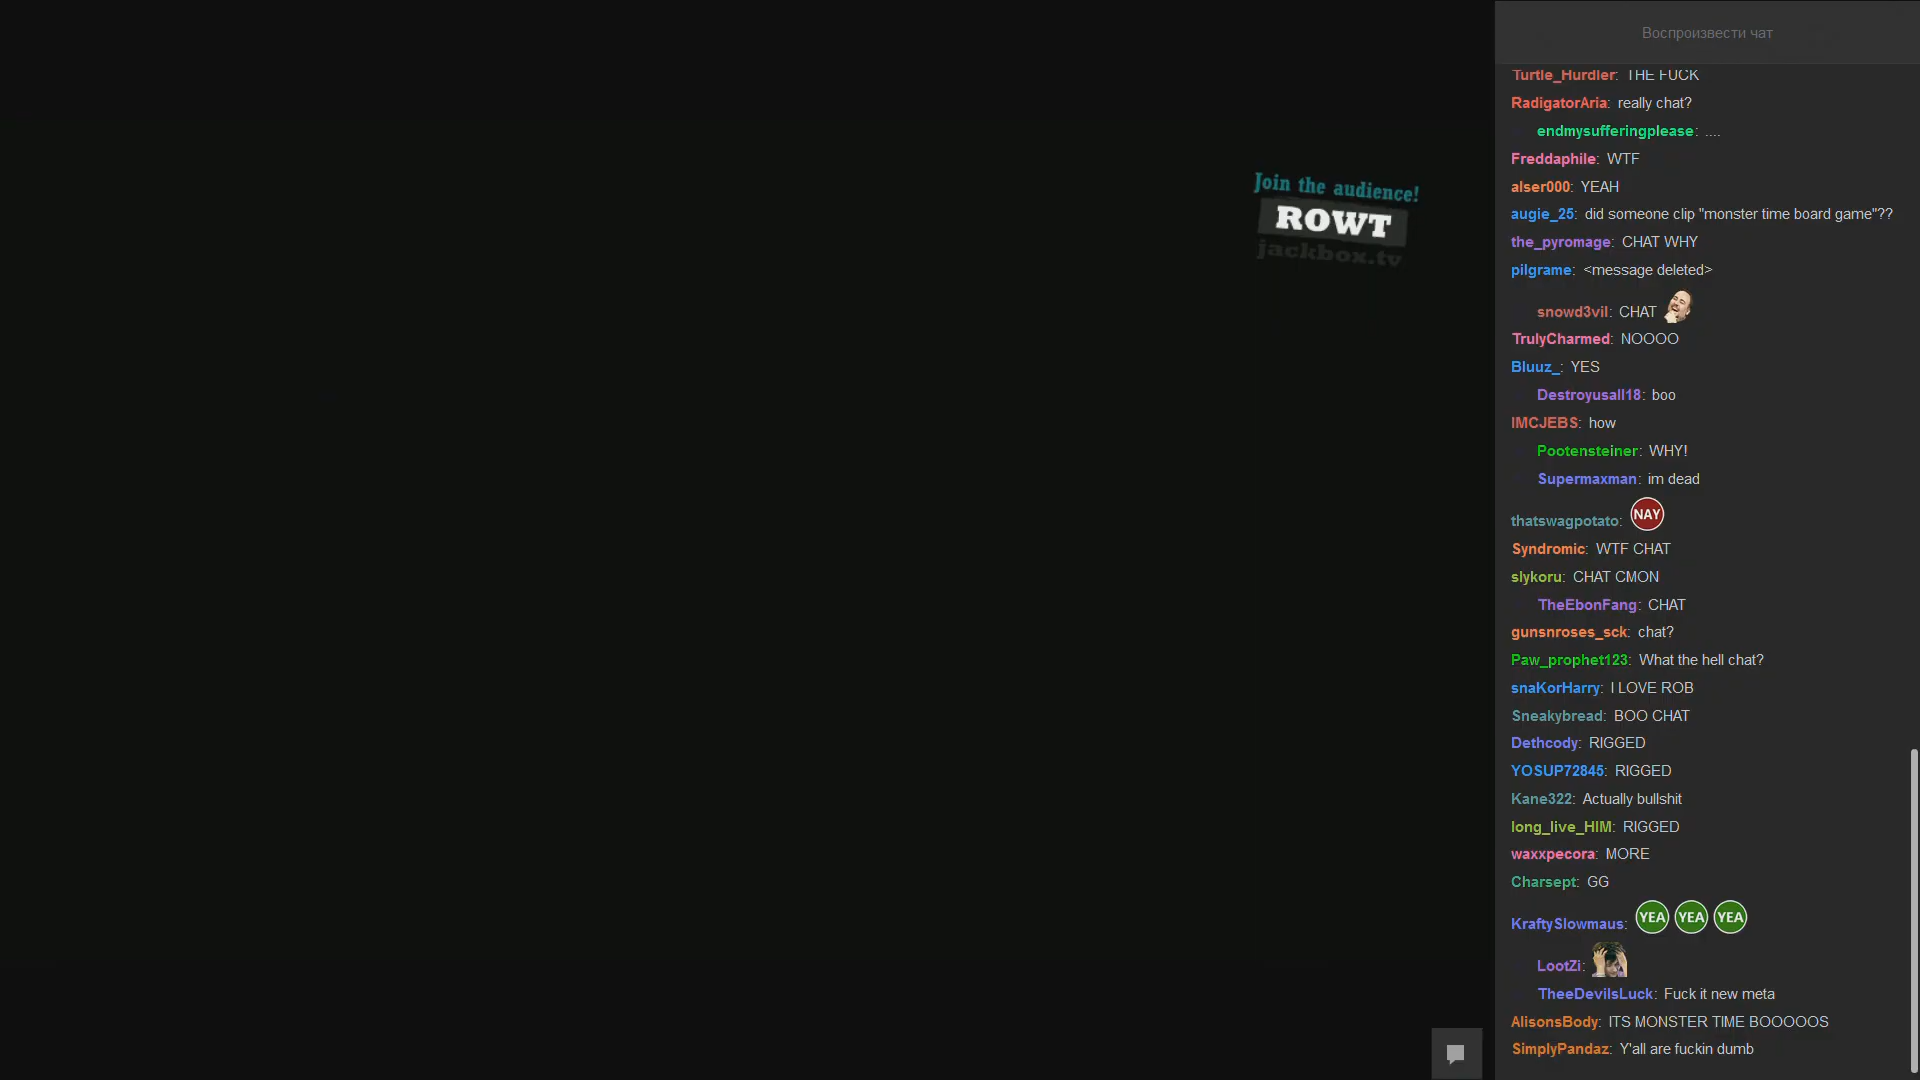 Воспроизвести чат
Join the audience!
ROWT
jackbox.tv
Turtle_Hurdler: THE FUCK
RadigatorAria: really chat?
endmysufferingplease: ....
Freddaphile: WTF
alser000: YEAH
augie_25: did someone clip "monster time board game"??
the_pyromage: CHAT WHY
pilgrame: <message deleted>
snowd3vil: CHAT
TrulyCharmed: NOOOO
Bluuz_: YES
Destroyusall18: boo
IMCJEBS: how
Pootensteiner: WHY!
Supermaxman: im dead
thatswagpotato: NAY
Syndromic: WTF CHAT
slykoru: CHAT CMON
TheEbonFang: CHAT
gunsnroses_sck: chat?
Paw_prophet123: What the hell chat?
snaKorHarry: I LOVE ROB
Sneakybread: BOO CHAT
Dethcody: RIGGED
YOSUP72845: RIGGED
Kane322: Actually bullshit
long_live_HIM: RIGGED
waxxpecora: MORE
Charsept: GG
KraftySlowmaus: YEA YEA YEA
LootZi:
TheeDevilsLuck: Fuck it new meta
AlisonsBody: ITS MONSTER TIME BOOOOOS
SimplyPandaz: Y'all are fuckin dumb